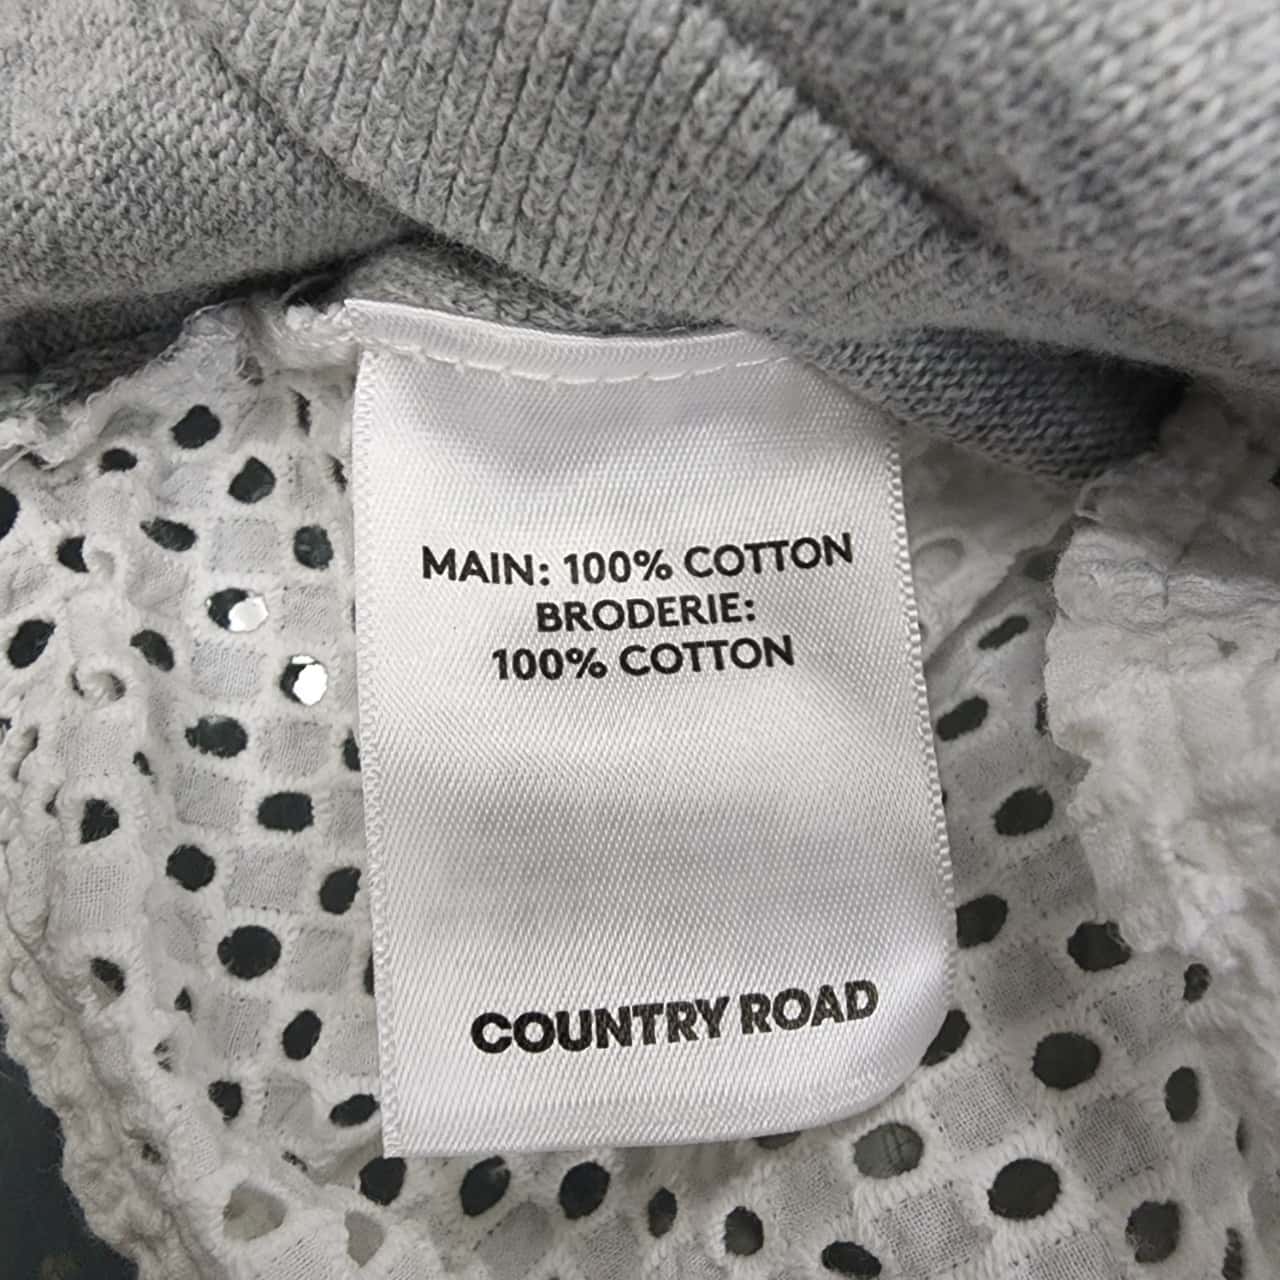 MAIN: 100% COTTON
BRODERIE:
100% COTTON
COUNTRY ROAD